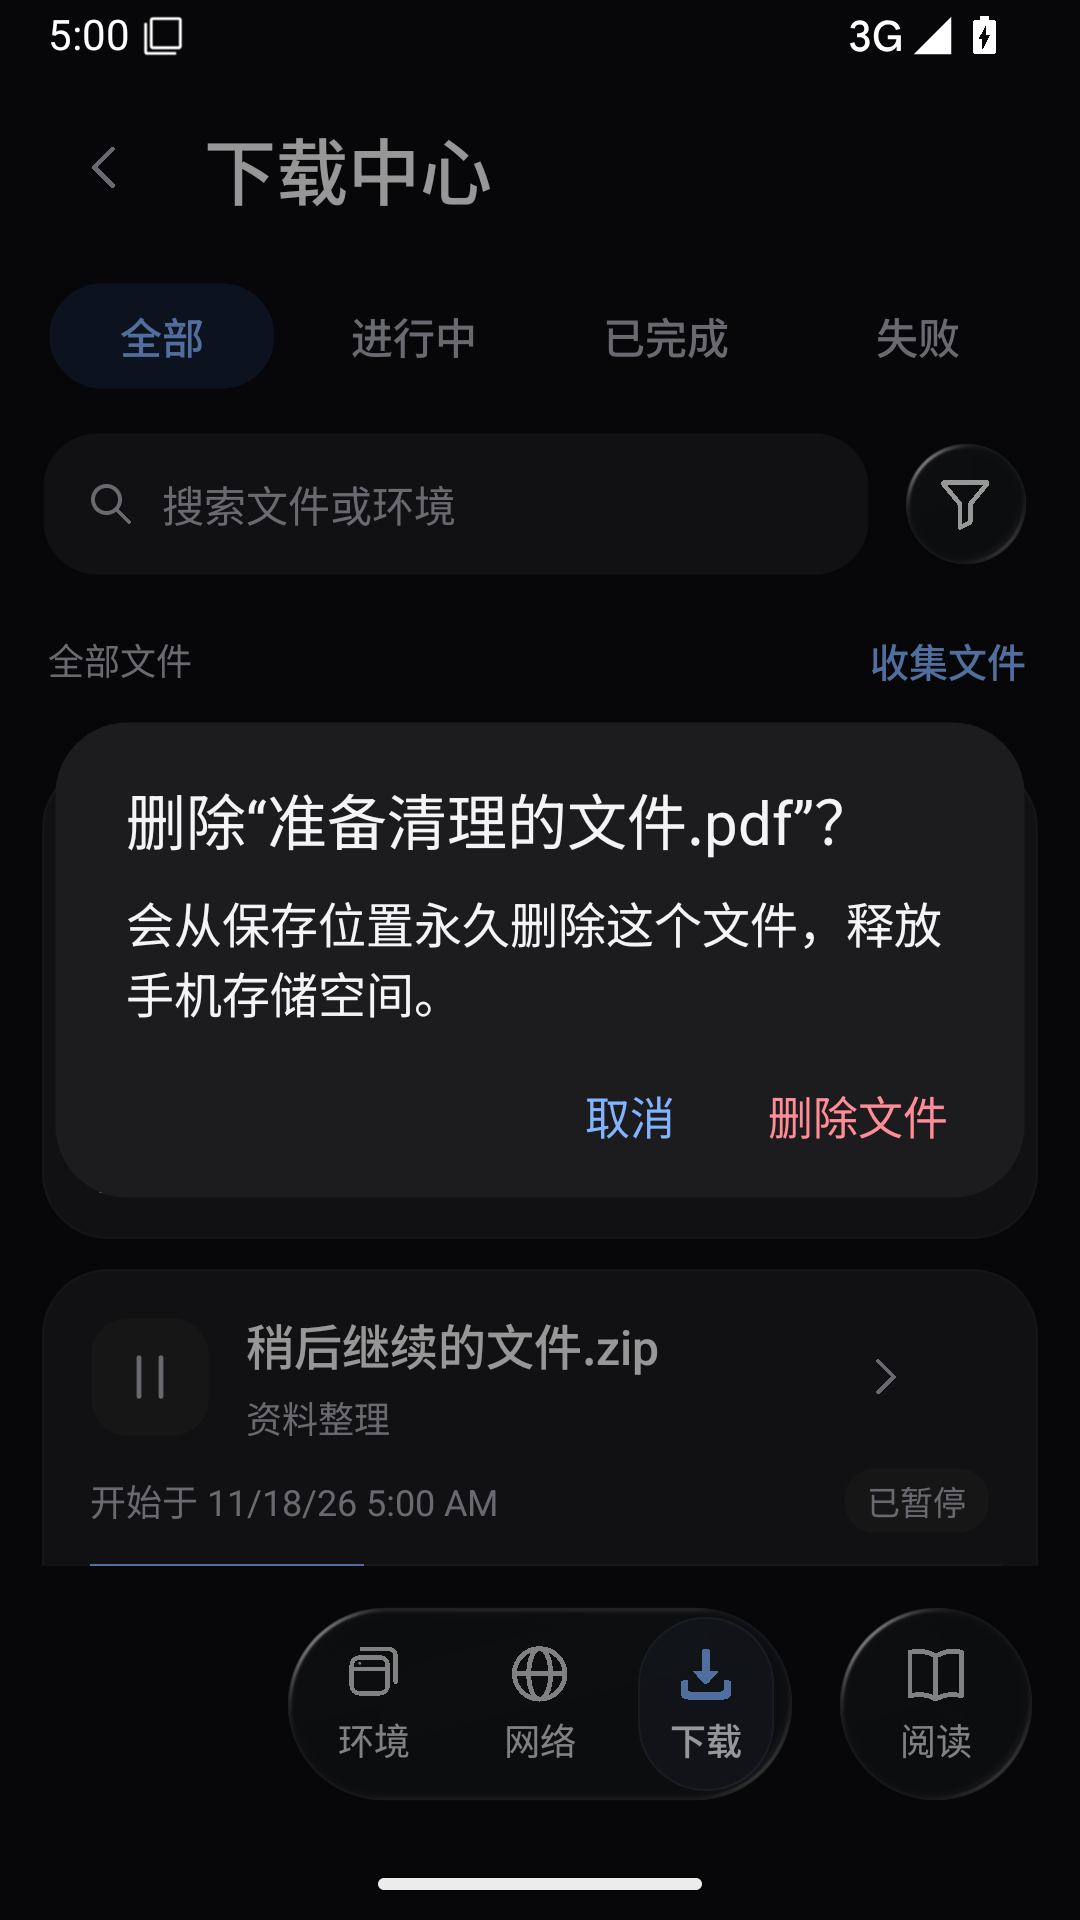 5:00
3G
下载中心
全部
进行中
已完成
失败
搜索文件或环境
全部文件
收集文件
删除“准备清理的文件.pdf”？
会从保存位置永久删除这个文件，释放
手机存储空间。
取消
删除文件
稍后继续的文件.zip
资料整理
开始于 11/18/26 5:00 AM
已暂停
环境
网络
下载
阅读